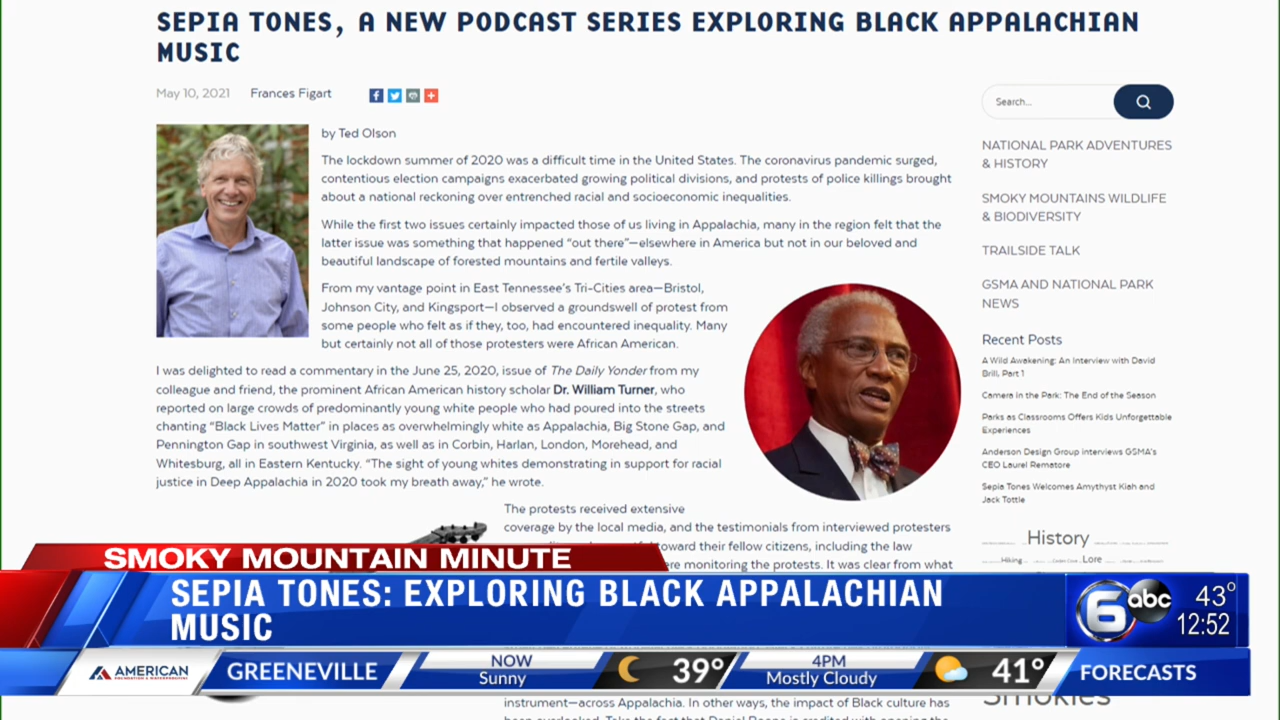 SEPIA TONES, A NEW PODCAST SERIES EXPLORING BLACK APPALACHIAN
MUSIC
May 10, 2021 Frances Figart
by Ted Olson
The lockdown summer of 2020 was a difficult time in the United States. The coronavirus pandemic surged,
contentious election campaigns exacerbated growing political divisions, and protests of police killings brought
about a national reckoning over entrenched racial and socioeconomic inequalities.
While the first two issues certainly impacted those of us living in Appalachia, many in the region felt that the
latter issue was something that happened “out there”—elsewhere in America but not in our beloved and
beautiful landscape of forested mountains and fertile valleys.
From my vantage point in East Tennessee’s Tri-Cities area—Bristol,
Johnson City, and Kingsport—I observed a groundswell of protest from
some people who felt as if they, too, had encountered inequality. Many
but certainly not all of those protesters were African American.
I was delighted to read a commentary in the June 25, 2020, issue of The Daily Yonder from my
colleague and friend, the prominent African American history scholar Dr. William Turner, who
reported on large crowds of predominantly young white people who had poured into the streets
chanting “Black Lives Matter” in places as overwhelmingly white as Appalachia, Big Stone Gap, and
Pennington Gap in southwest Virginia, as well as in Corbin, Harlan, London, Morehead, and
Whitesburg, all in Eastern Kentucky. “The sight of young whites demonstrating in support for racial
justice in Deep Appalachia in 2020 took my breath away,” he wrote.
The protests received extensive
coverage by the local media, and the testimonials from interviewed protesters
toward their fellow citizens, including the law
ere monitoring the protests. It was clear from what
Search...
NATIONAL PARK ADVENTURES
& HISTORY
SMOKY MOUNTAINS WILDLIFE
& BIODIVERSITY
TRAILSIDE TALK
GSMA AND NATIONAL PARK
NEWS
Recent Posts
A Wild Awakening: An Interview with David
Brill, Part 1
Camera in the Park: The End of the Season
Parks as Classrooms Offers Kids Unforgettable
Experiences
Anderson Design Group interviews GSMA's
CEO Laurel Rematore
Sepia Tones Welcomes Amythyst Kiah and
Jack Tottle
History
Hiking Lore
SMOKY MOUNTAIN MINUTE
SEPIA TONES: EXPLORING BLACK APPALACHIAN
MUSIC
6 abc 43°
12:52
AMERICAN
GREENEVILLE
NOW
Sunny
39°
4PM
Mostly Cloudy
41°
FORECASTS
Smokies
instrument—across Appalachia. In other ways, the impact of Black culture has
been overlooked. Take the fact that Daniel Boone is credited with opening the